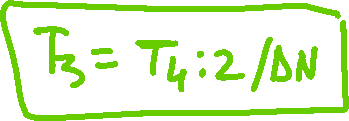 T₃ = T₄ : 2 / ΔN